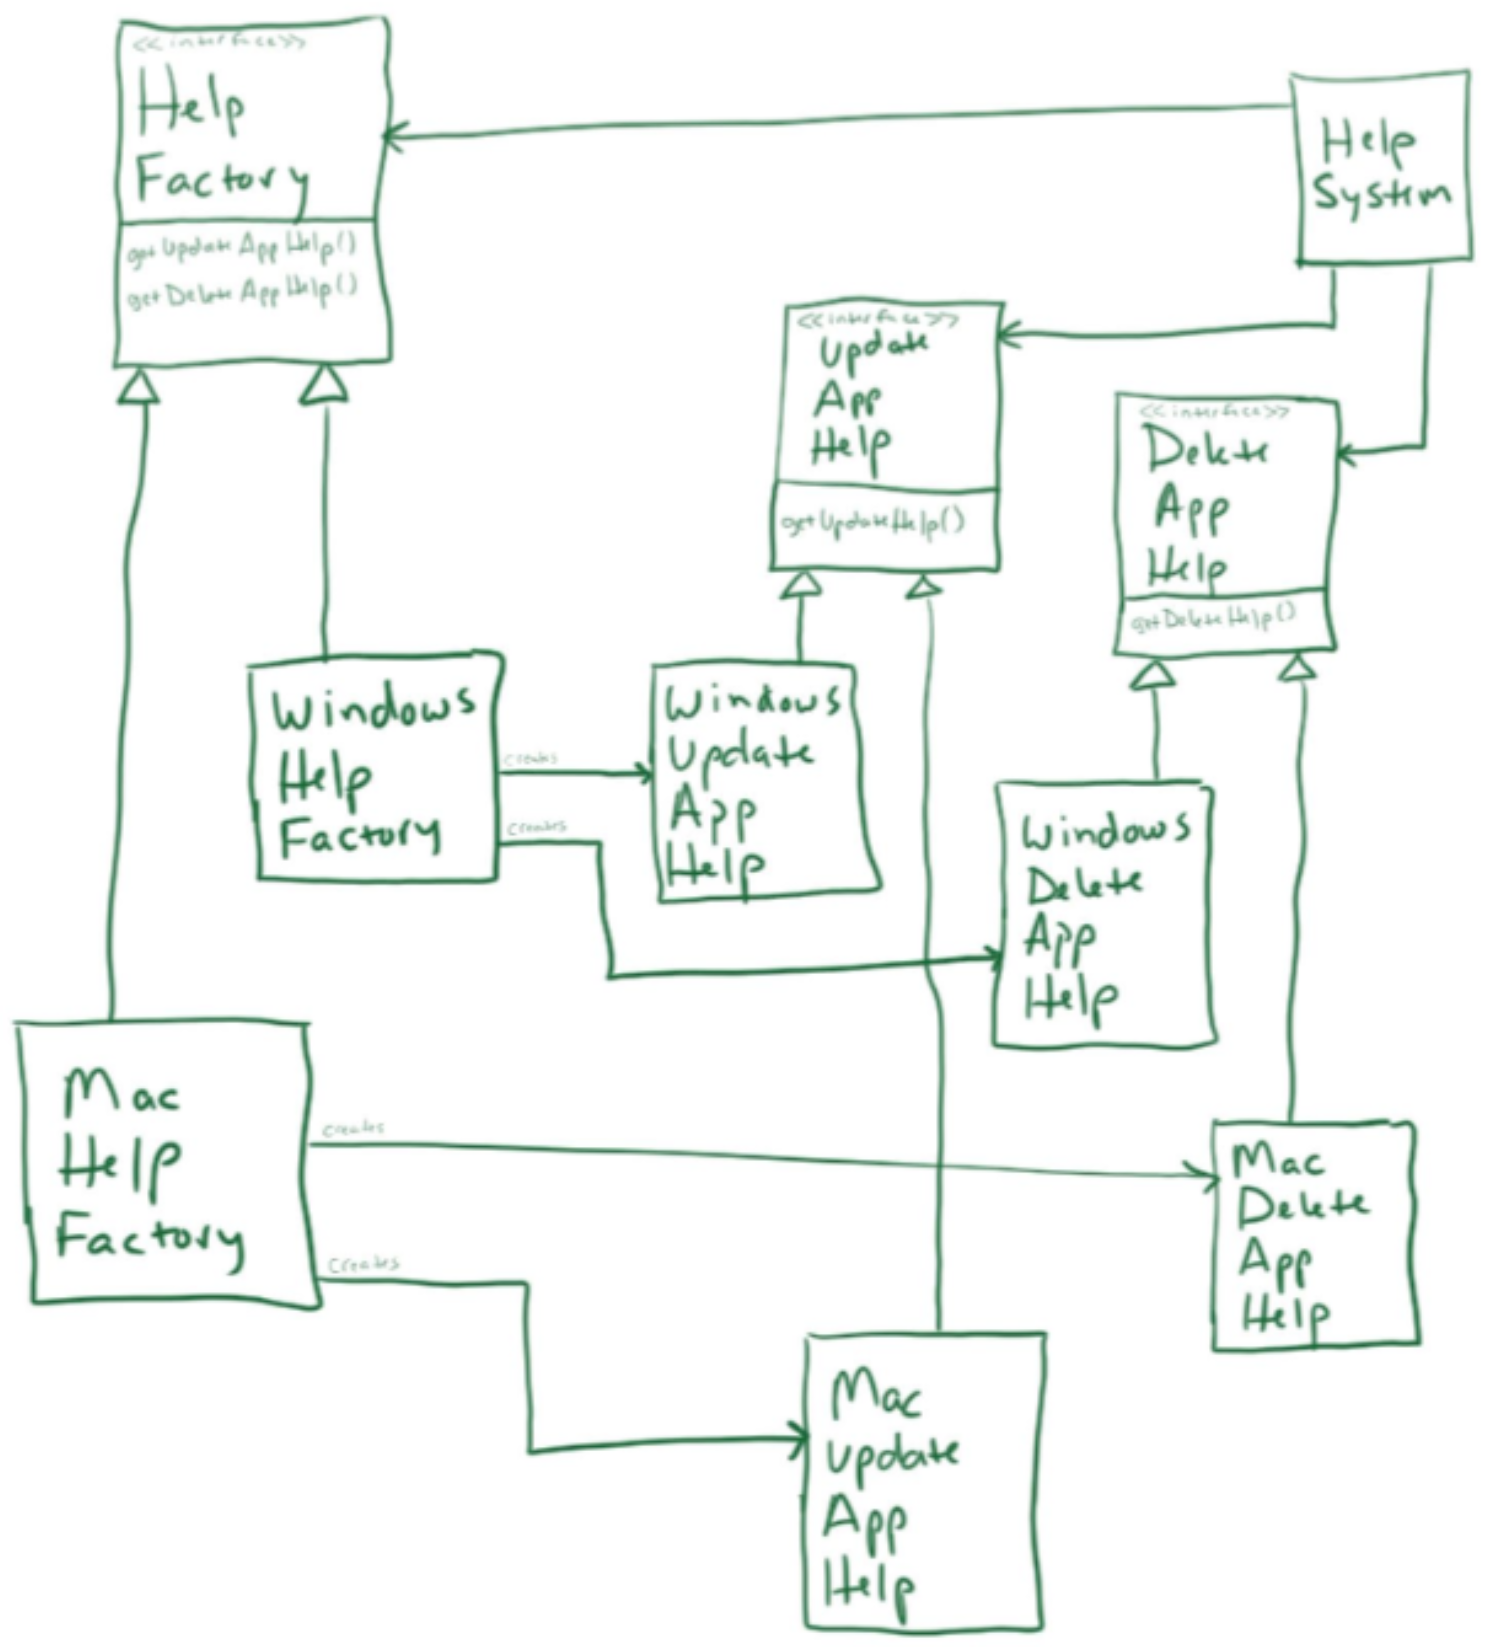 <<interface>>
Help
Factory
getUpdateAppHelp()
getDeleteAppHelp()
Help
System
<<interface>>
Update
App
Help
getUpdateHelp()
<<interface>>
Delete
App
Help
getDeleteHelp()
Windows
Help
Factory
creates
creates
Windows
Update
App
Help
Windows
Delete
App
Help
Mac
Help
Factory
creates
creates
Mac
Delete
App
Help
Mac
update
App
Help